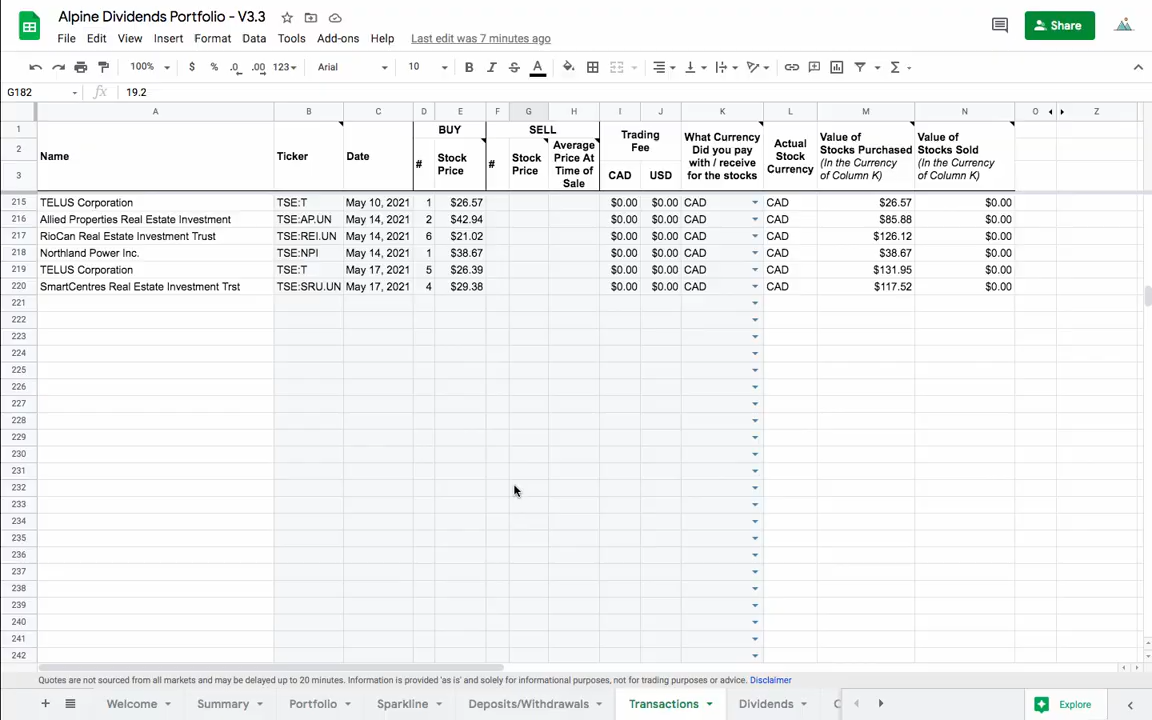 Alpine Dividends Portfolio - V3.3
File Edit View Insert Format Data Tools Add-ons Help Last edit was 7 minutes ago
Share
100% $ % .0 .00 123 Arial 10 B I S A
G182 fx 19.2
A B C D E F G H I J K L M N O Z
1 BUY SELL
2
3
Name Ticker Date # Stock Price # Stock Price Average Price At Time of Sale Trading Fee CAD USD What Currency Did you pay with / receive for the stocks Actual Stock Currency Value of Stocks Purchased (In the Currency of Column K) Value of Stocks Sold (In the Currency of Column K)
215 TELUS Corporation TSE:T May 10, 2021 1 $26.57 $0.00 $0.00 CAD CAD $26.57 $0.00
216 Allied Properties Real Estate Investment TSE:AP.UN May 14, 2021 2 $42.94 $0.00 $0.00 CAD CAD $85.88 $0.00
217 RioCan Real Estate Investment Trust TSE:REI.UN May 14, 2021 6 $21.02 $0.00 $0.00 CAD CAD $126.12 $0.00
218 Northland Power Inc. TSE:NPI May 14, 2021 1 $38.67 $0.00 $0.00 CAD CAD $38.67 $0.00
219 TELUS Corporation TSE:T May 17, 2021 5 $26.39 $0.00 $0.00 CAD CAD $131.95 $0.00
220 SmartCentres Real Estate Investment Trst TSE:SRU.UN May 17, 2021 4 $29.38 $0.00 $0.00 CAD CAD $117.52 $0.00
221
222
223
224
225
226
227
228
229
230
231
232
233
234
235
236
237
238
239
240
241
242
Quotes are not sourced from all markets and may be delayed up to 20 minutes. Information is provided 'as is' and solely for informational purposes, not for trading purposes or advice. Disclaimer
Welcome Summary Portfolio Sparkline Deposits/Withdrawals Transactions Dividends Explore